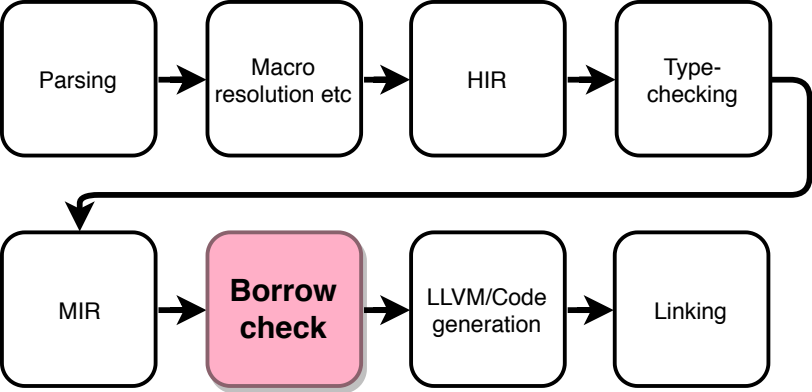 Parsing
Macro
resolution etc
HIR
Type-
checking
MIR
Borrow
check
LLVM/Code
generation
Linking